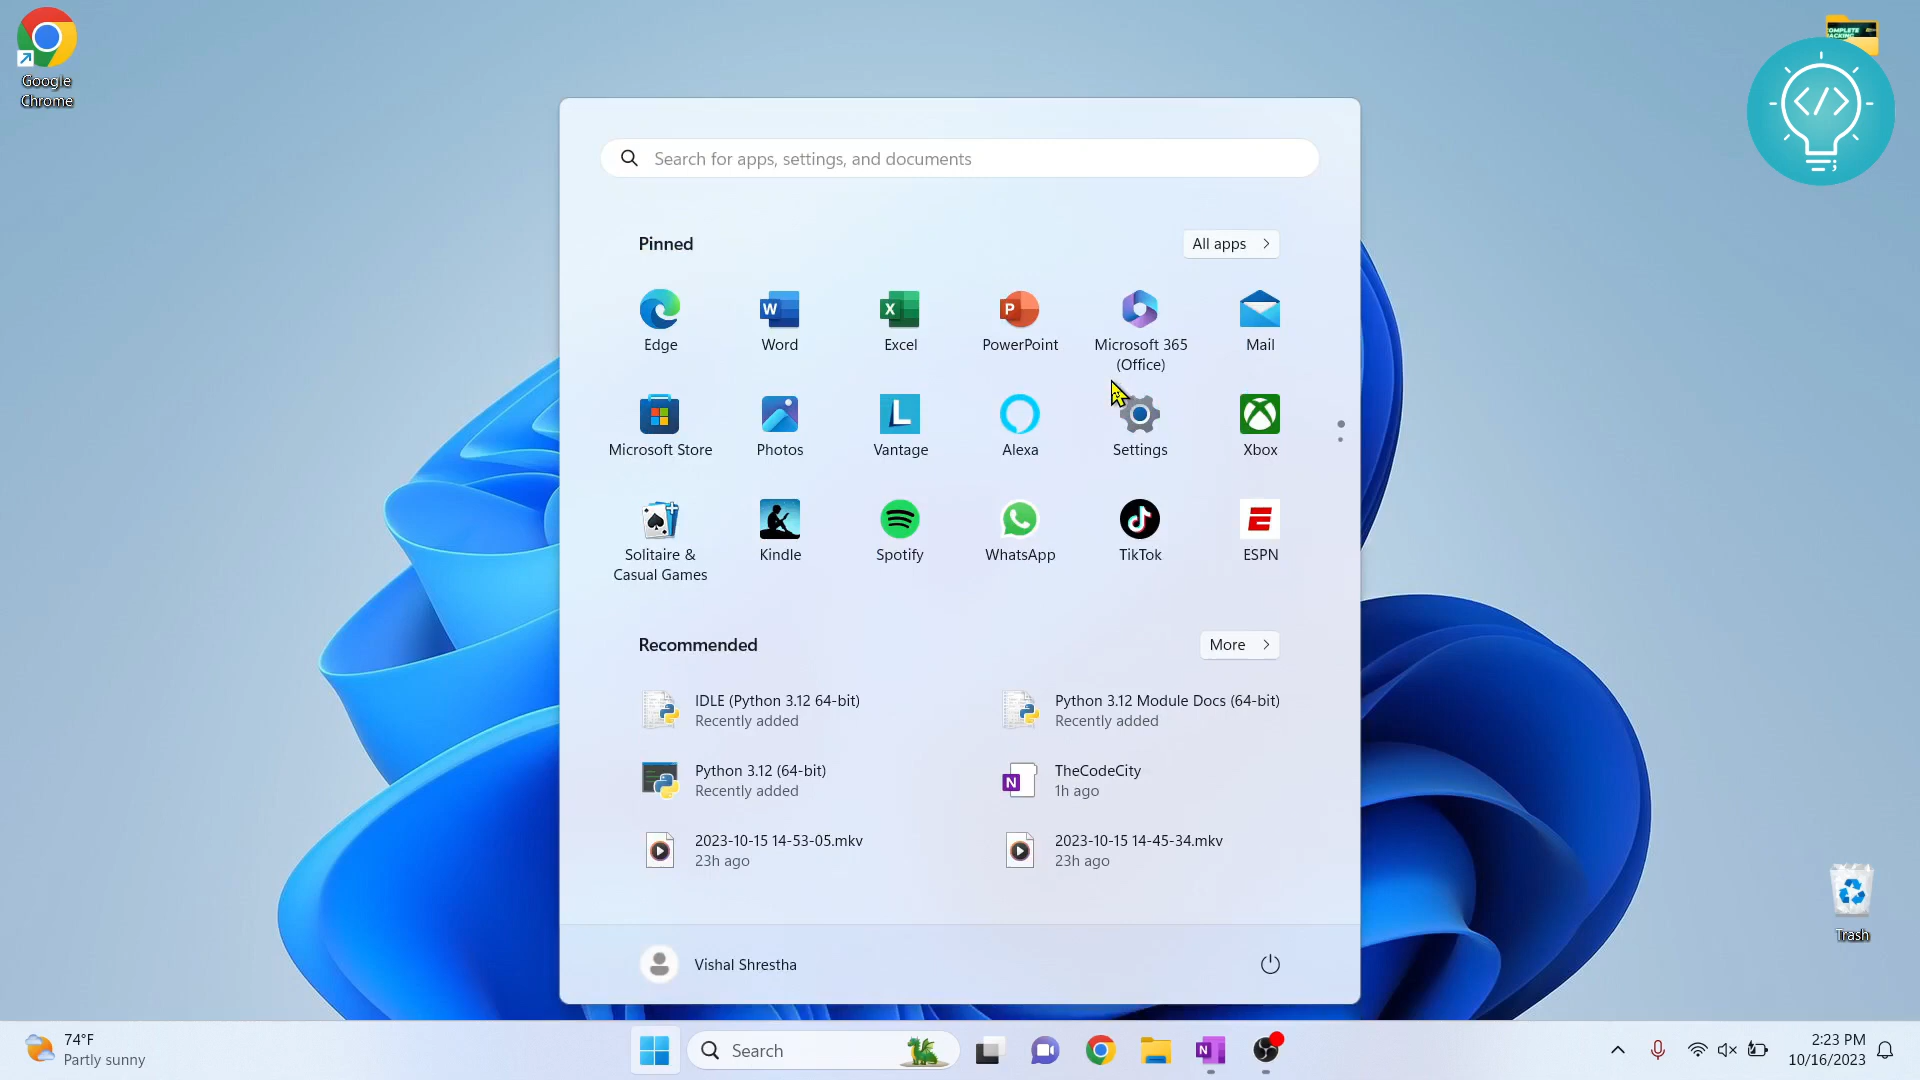 Google
Chrome
COMPLETE
</>
;
Search for apps, settings, and documents
Pinned
All apps
Edge
Word
Excel
PowerPoint
Microsoft 365
(Office)
Mail
Microsoft Store
Photos
Vantage
Alexa
Settings
Xbox
Solitaire &
Casual Games
Kindle
Spotify
WhatsApp
TikTok
ESPN
Recommended
More
IDLE (Python 3.12 64-bit)
Recently added
Python 3.12 Module Docs (64-bit)
Recently added
Python 3.12 (64-bit)
Recently added
TheCodeCity
1h ago
2023-10-15 14-53-05.mkv
23h ago
2023-10-15 14-45-34.mkv
23h ago
Vishal Shrestha
Trash
74°F
Partly sunny
Search
2:23 PM
10/16/2023